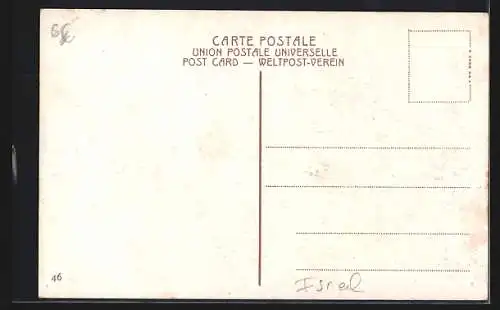 CARTE POSTALE
UNION POSTALE UNIVERSELLE
POST CARD — WELTPOST-VEREIN
46
Israel